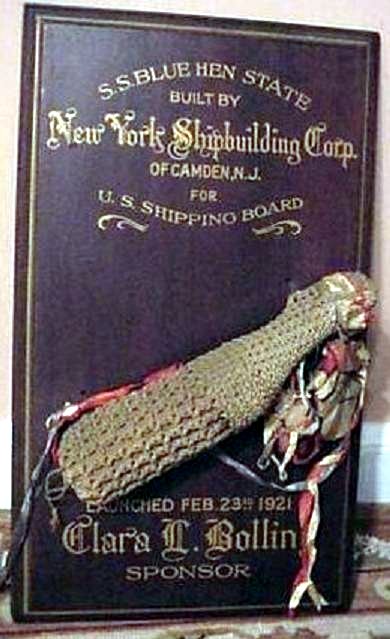 S.S. BLUE HEN STATE
BUILT BY
New York Shipbuilding Corp.
OF CAMDEN, N.J.
FOR
U.S. SHIPPING BOARD
LAUNCHED FEB. 23RD 1921
Clara L. Bollin
SPONSOR